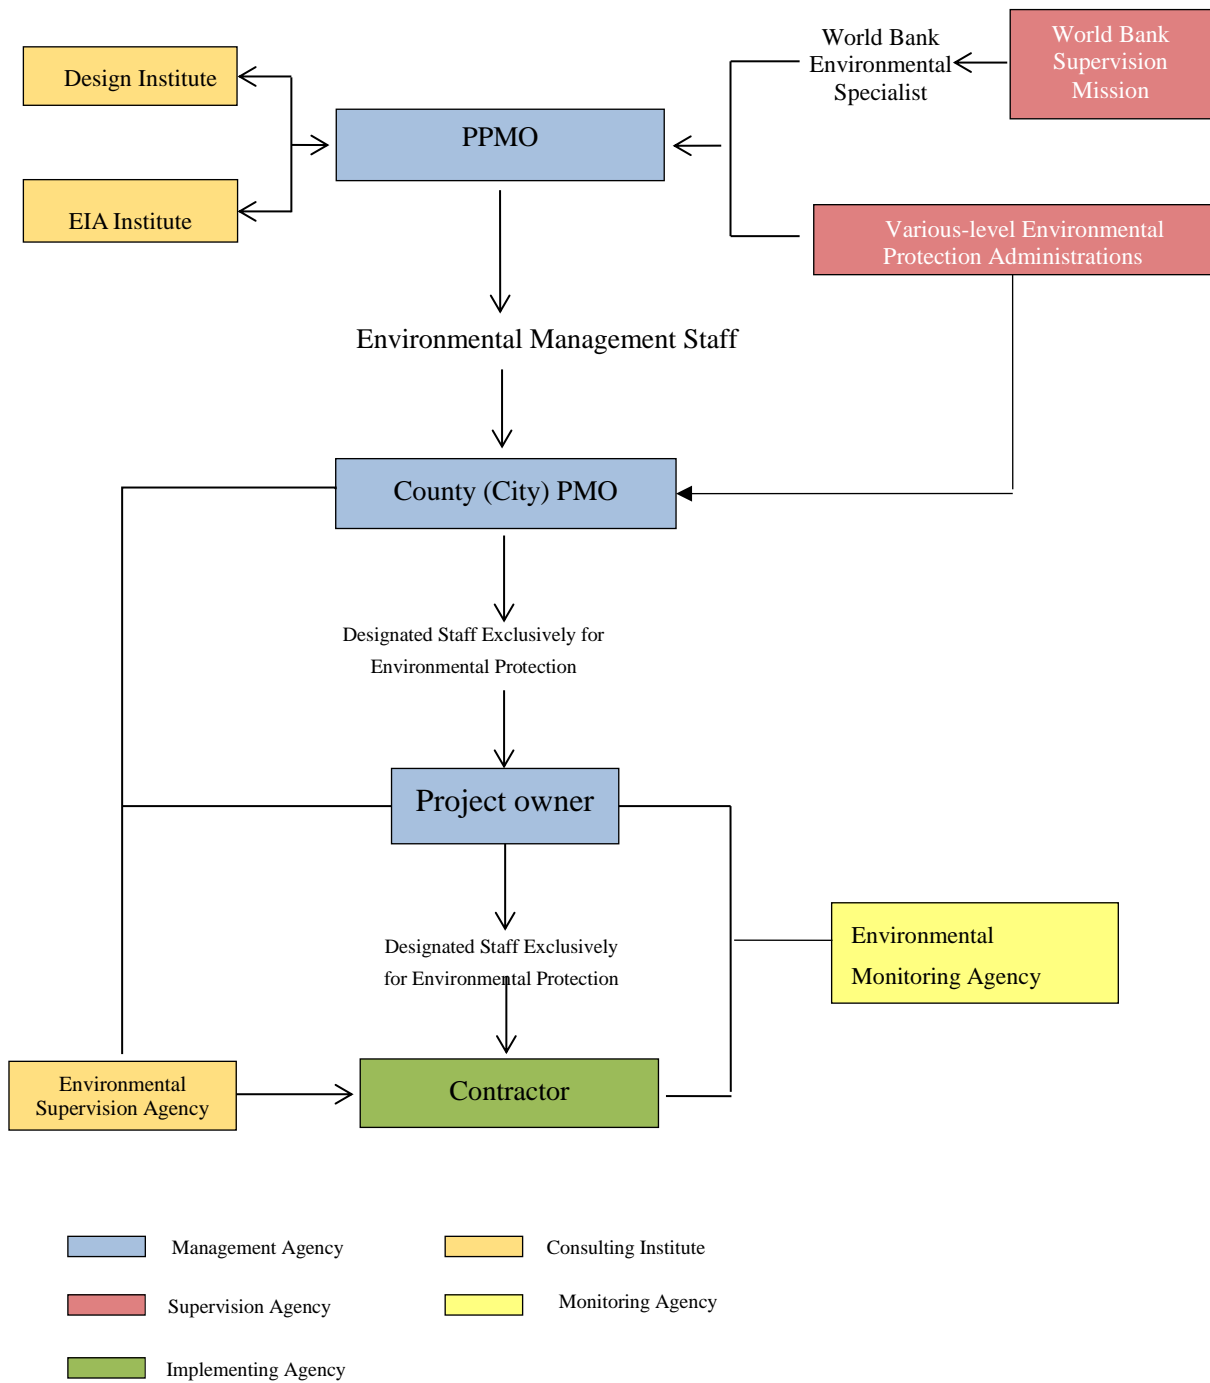 World Bank
Environmental
Specialist
World Bank
Supervision
Mission
Design Institute
PPMO
EIA Institute
Various-level Environmental
Protection Administrations
Environmental Management Staff
County (City) PMO
Designated Staff Exclusively for
Environmental Protection
Project owner
Designated Staff Exclusively
for Environmental Protection
Environmental
Monitoring Agency
Environmental
Supervision Agency
Contractor
Management Agency
Consulting Institute
Supervision Agency
Monitoring Agency
Implementing Agency